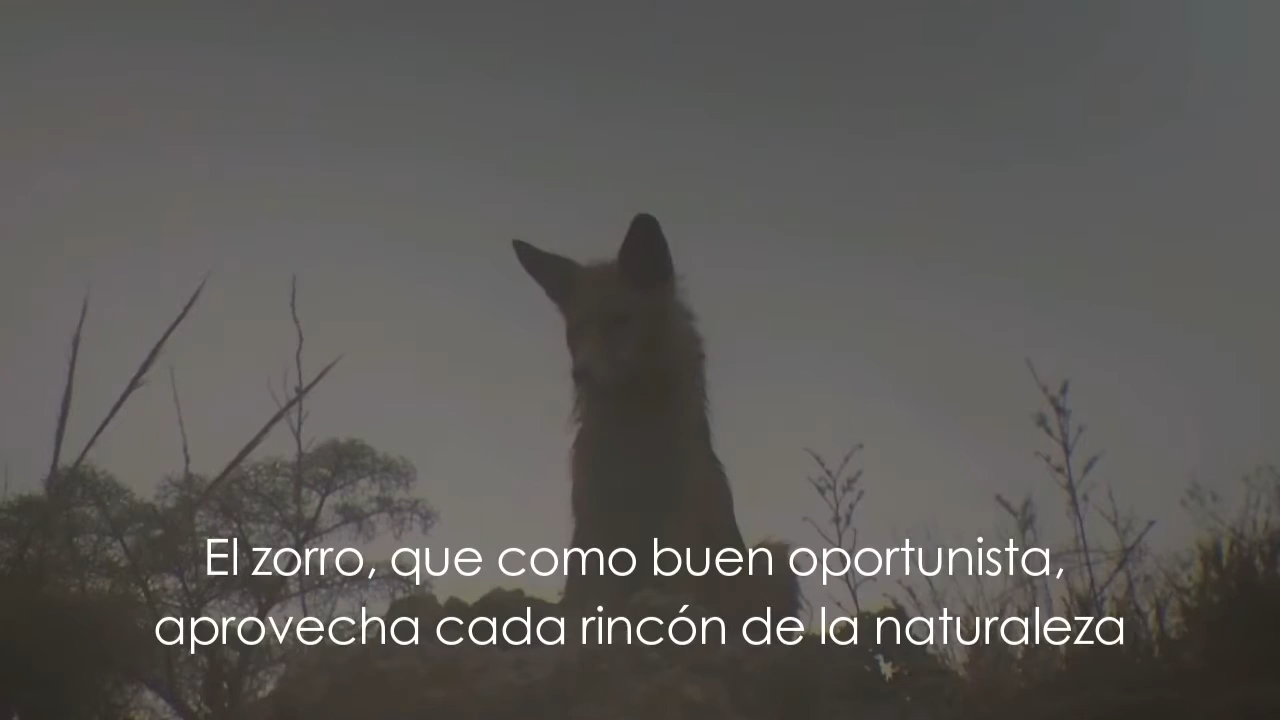 El zorro, que como buen oportunista,
aprovecha cada rincón de la naturaleza